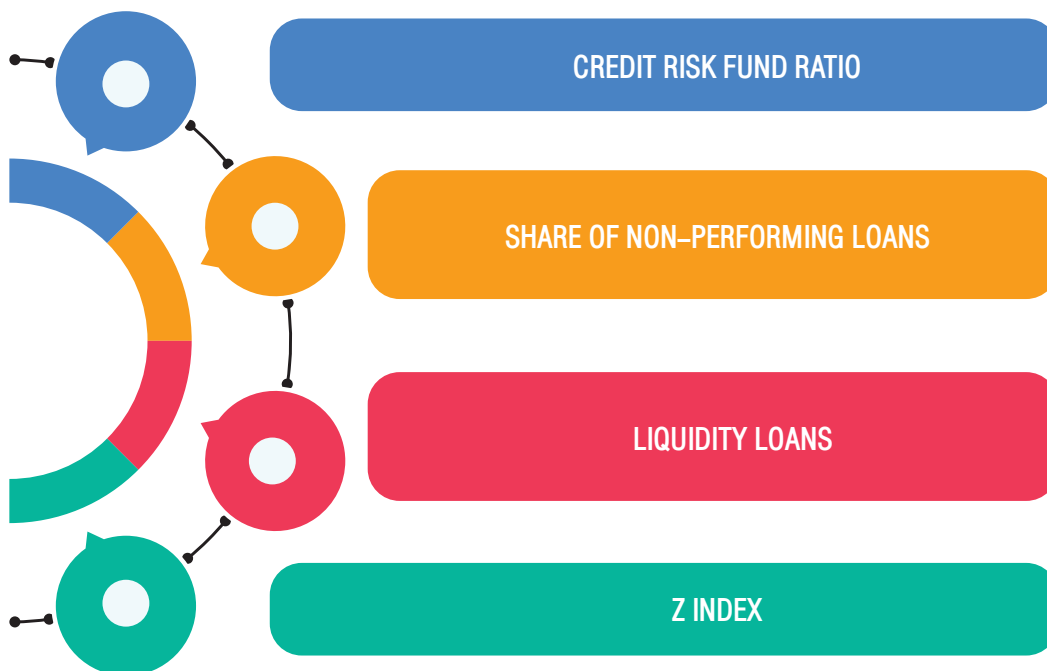 CREDIT RISK FUND RATIO
SHARE OF NON–PERFORMING LOANS
LIQUIDITY LOANS
Z INDEX